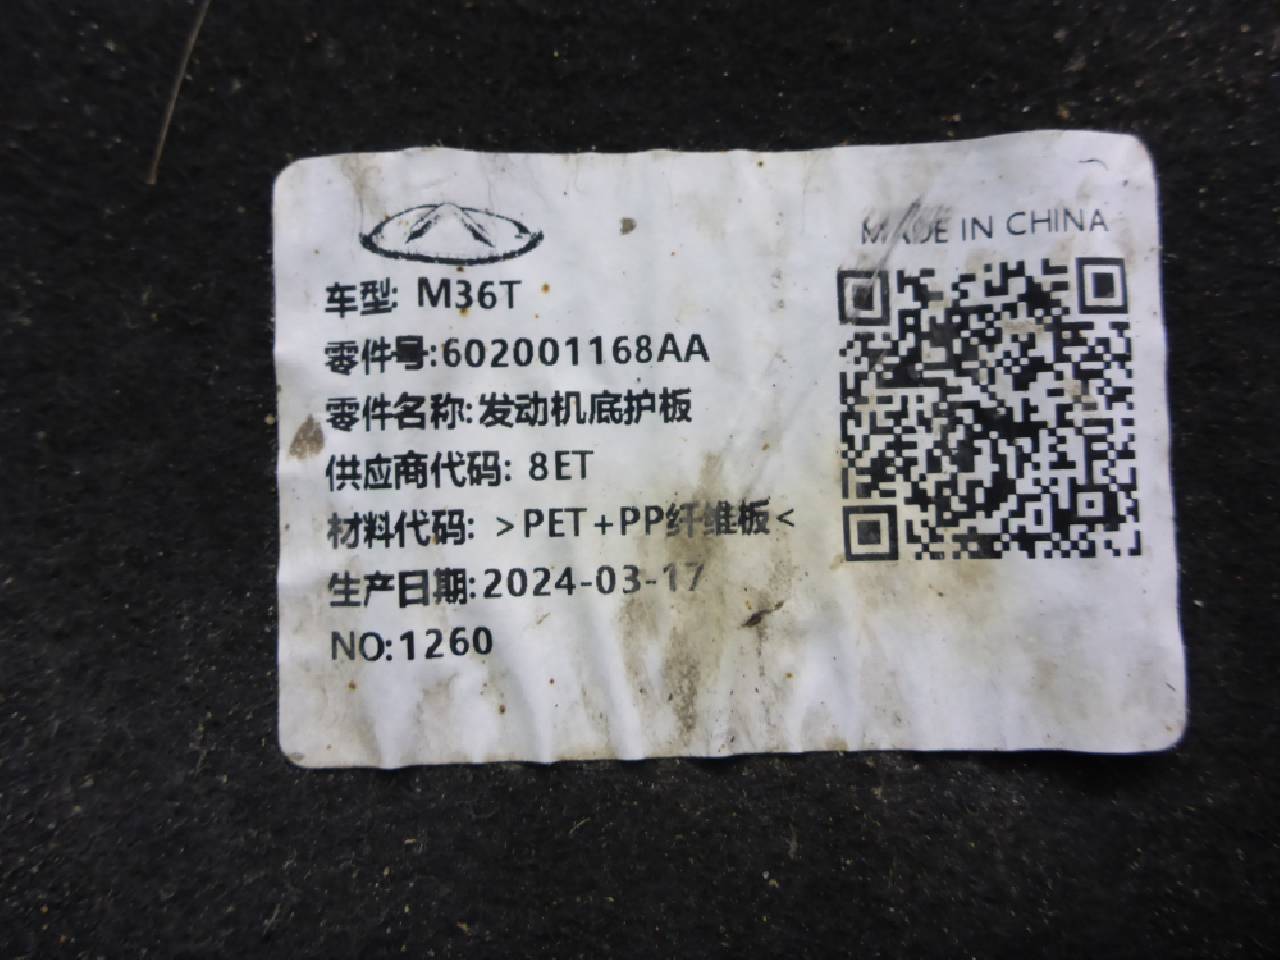 MADE IN CHINA
车型: M36T
零件号:602001168AA
零件名称:发动机底护板
供应商代码: 8ET
材料代码: >PET+PP纤维板<
生产日期:2024-03-17
NO:1260